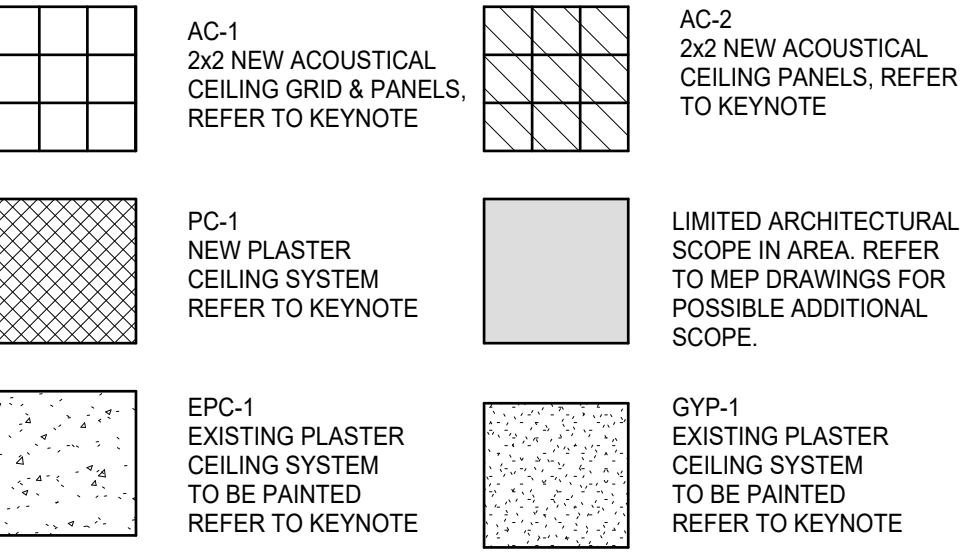 AC-1
2x2 NEW ACOUSTICAL
CEILING GRID & PANELS,
REFER TO KEYNOTE
AC-2
2x2 NEW ACOUSTICAL
CEILING PANELS, REFER
TO KEYNOTE
PC-1
NEW PLASTER
CEILING SYSTEM
REFER TO KEYNOTE
LIMITED ARCHITECTURAL
SCOPE IN AREA. REFER
TO MEP DRAWINGS FOR
POSSIBLE ADDITIONAL
SCOPE.
EPC-1
EXISTING PLASTER
CEILING SYSTEM
TO BE PAINTED
REFER TO KEYNOTE
GYP-1
EXISTING PLASTER
CEILING SYSTEM
TO BE PAINTED
REFER TO KEYNOTE